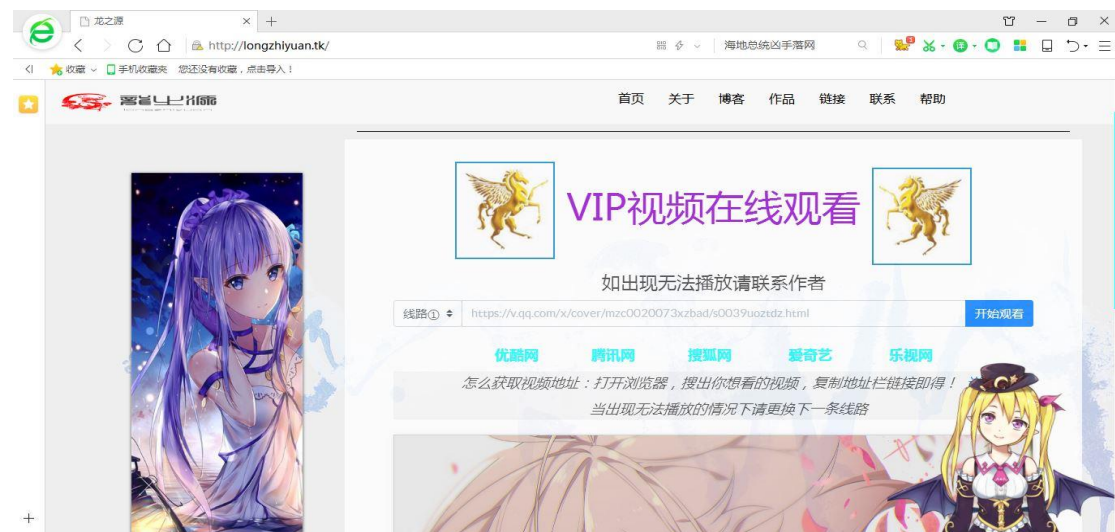 龙之源
http://longzhiyuan.tk/
海地总统凶手落网
收藏
手机收藏夹
您还没有收藏，点击导入！
首页 关于 博客 作品 链接 联系 帮助
VIP视频在线观看
如出现无法播放请联系作者
线路①
https://v.qq.com/x/cover/mzc0020073xzbad/s0039uoztdz.html
开始观看
优酷网 腾讯网 搜狐网 爱奇艺 乐视网
怎么获取视频地址：打开浏览器，搜出你想看的视频，复制地址栏链接即得！
当出现无法播放的情况下请更换下一条线路